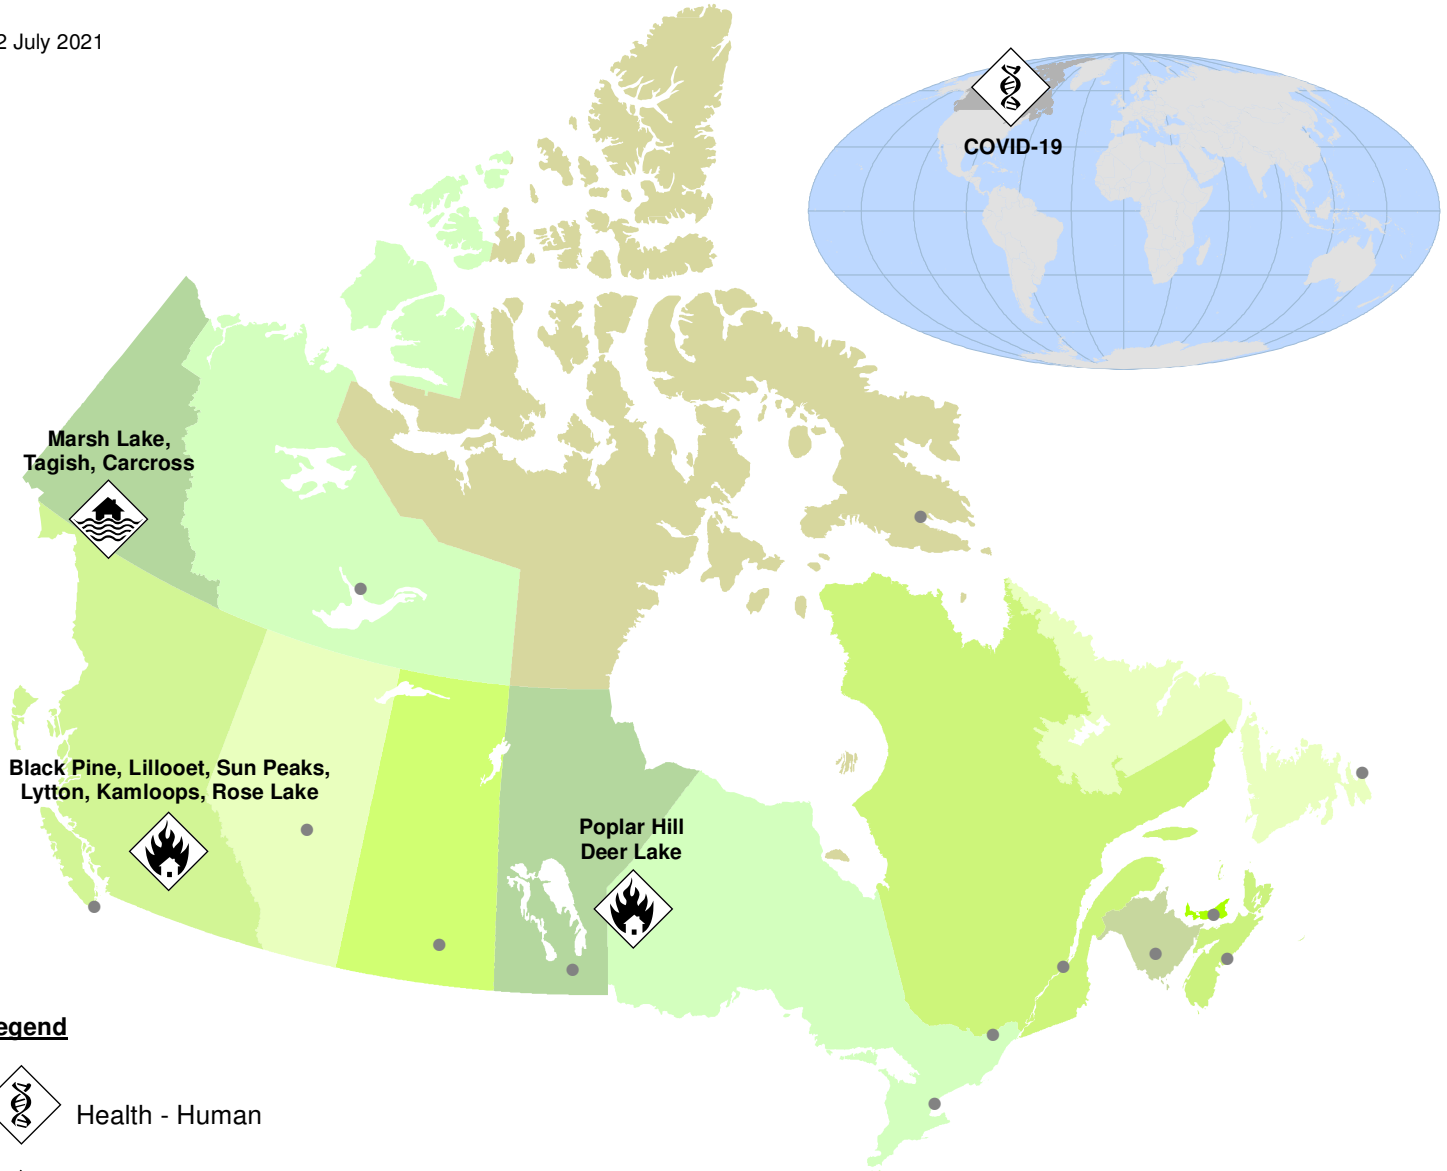 2 July 2021
COVID-19
Marsh Lake,
Tagish, Carcross
Black Pine, Lillooet, Sun Peaks,
Lytton, Kamloops, Rose Lake
Poplar Hill
Deer Lake
egend
Health - Human